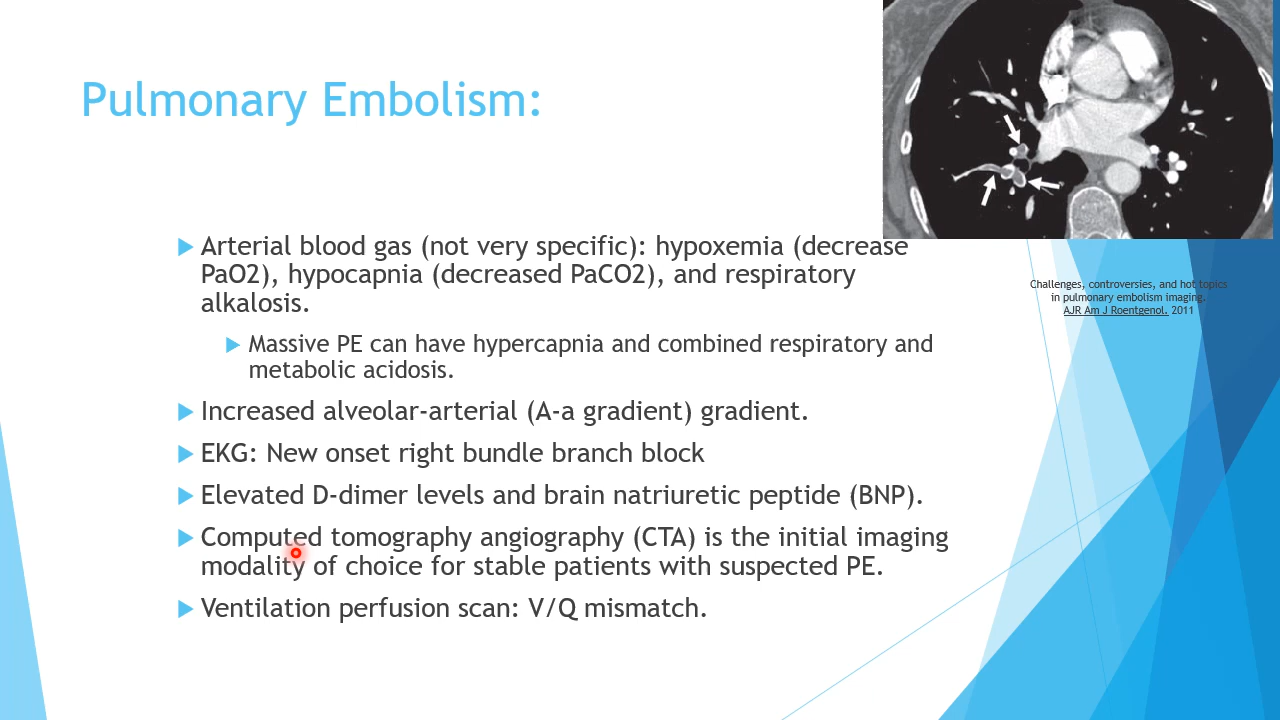 Pulmonary Embolism:
Arterial blood gas (not very specific): hypoxemia (decrease
PaO2), hypocapnia (decreased PaCO2), and respiratory
alkalosis.
Massive PE can have hypercapnia and combined respiratory and
metabolic acidosis.
Increased alveolar-arterial (A-a gradient) gradient.
EKG: New onset right bundle branch block
Elevated D-dimer levels and brain natriuretic peptide (BNP).
Computed tomography angiography (CTA) is the initial imaging
modality of choice for stable patients with suspected PE.
Ventilation perfusion scan: V/Q mismatch.
Challenges, controversies, and hot topics
in pulmonary embolism imaging.
AJR Am J Roentgenol. 2011